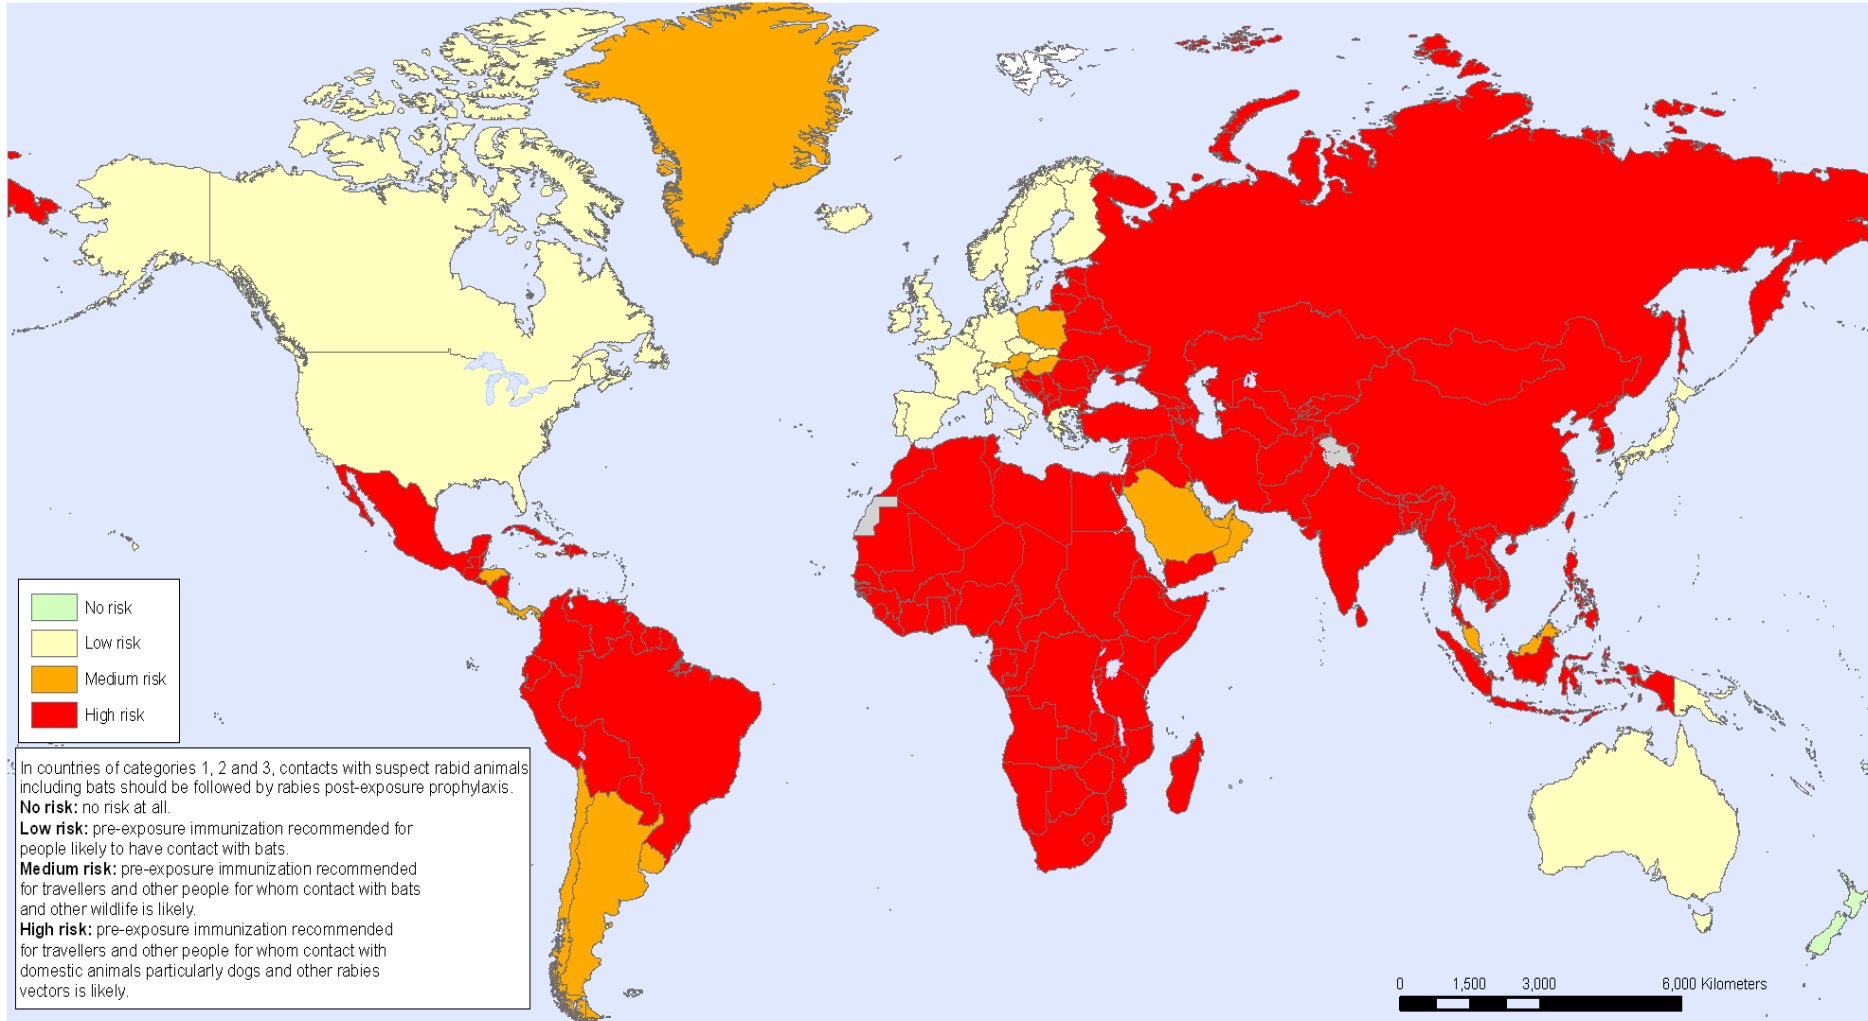 No risk
Low risk
Medium risk
High risk
In countries of categories 1, 2 and 3, contacts with suspect rabid animals
including bats should be followed by rabies post-exposure prophylaxis.
No risk: no risk at all.
Low risk: pre-exposure immunization recommended for
people likely to have contact with bats.
Medium risk: pre-exposure immunization recommended
for travellers and other people for whom contact with bats
and other wildlife is likely.
High risk: pre-exposure immunization recommended
for travellers and other people for whom contact with
domestic animals particularly dogs and other rabies
vectors is likely.
0 1,500 3,000 6,000 Kilometers